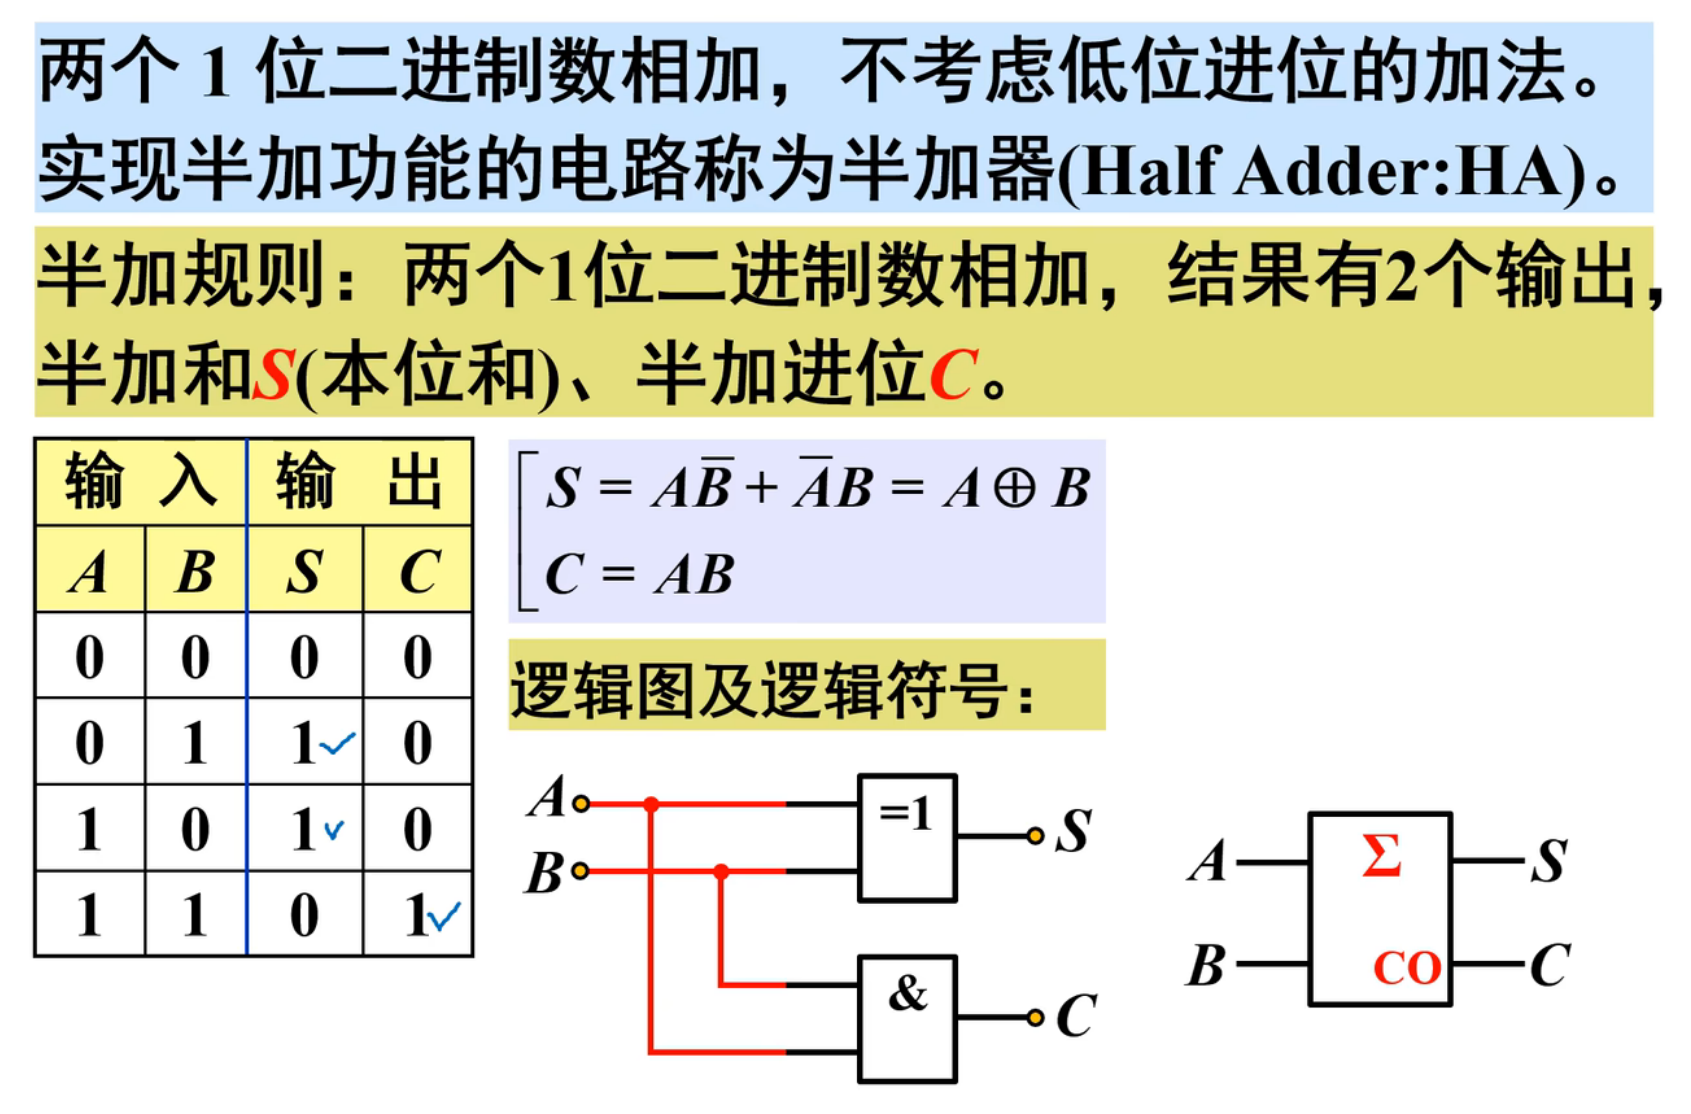 两个 1 位二进制数相加，不考虑低位进位的加法。
实现半加功能的电路称为半加器(Half Adder:HA)。
半加规则：两个1位二进制数相加，结果有2个输出，
半加和S(本位和)、半加进位C。
输 入 输 出
A B S C
0 0 0 0
0 1 1 0
1 0 1 0
1 1 0 1
S = AB̅ + A̅B = A ⊕ B
C = AB
逻辑图及逻辑符号：
A =1 S
B
& C
A Σ S
B CO C